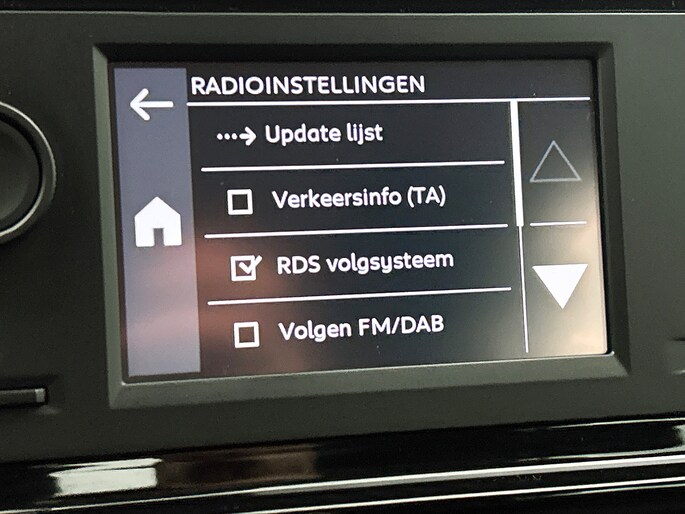 RADIOINSTELLINGEN
Update lijst
Verkeersinfo (TA)
RDS volgsysteem
Volgen FM/DAB